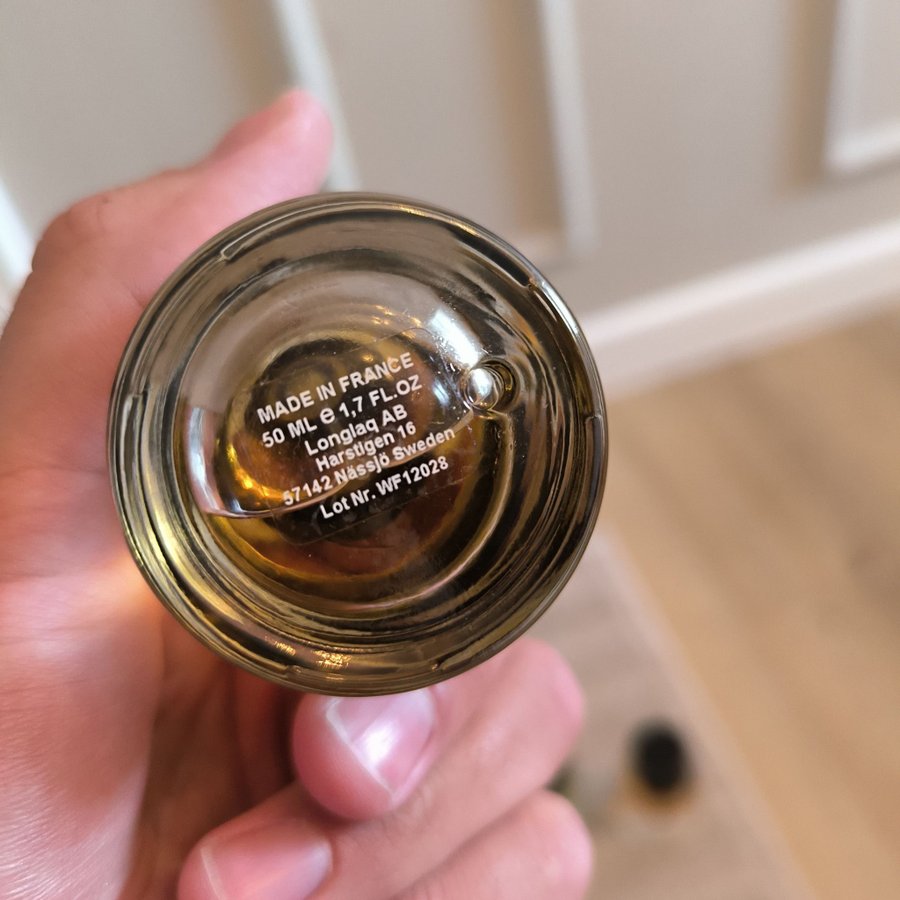 MADE IN FRANCE
50 ML ℮ 1,7 FL.OZ
Longlaq AB
Harstigen 16
57142 Nässjö Sweden
Lot Nr. WF12028